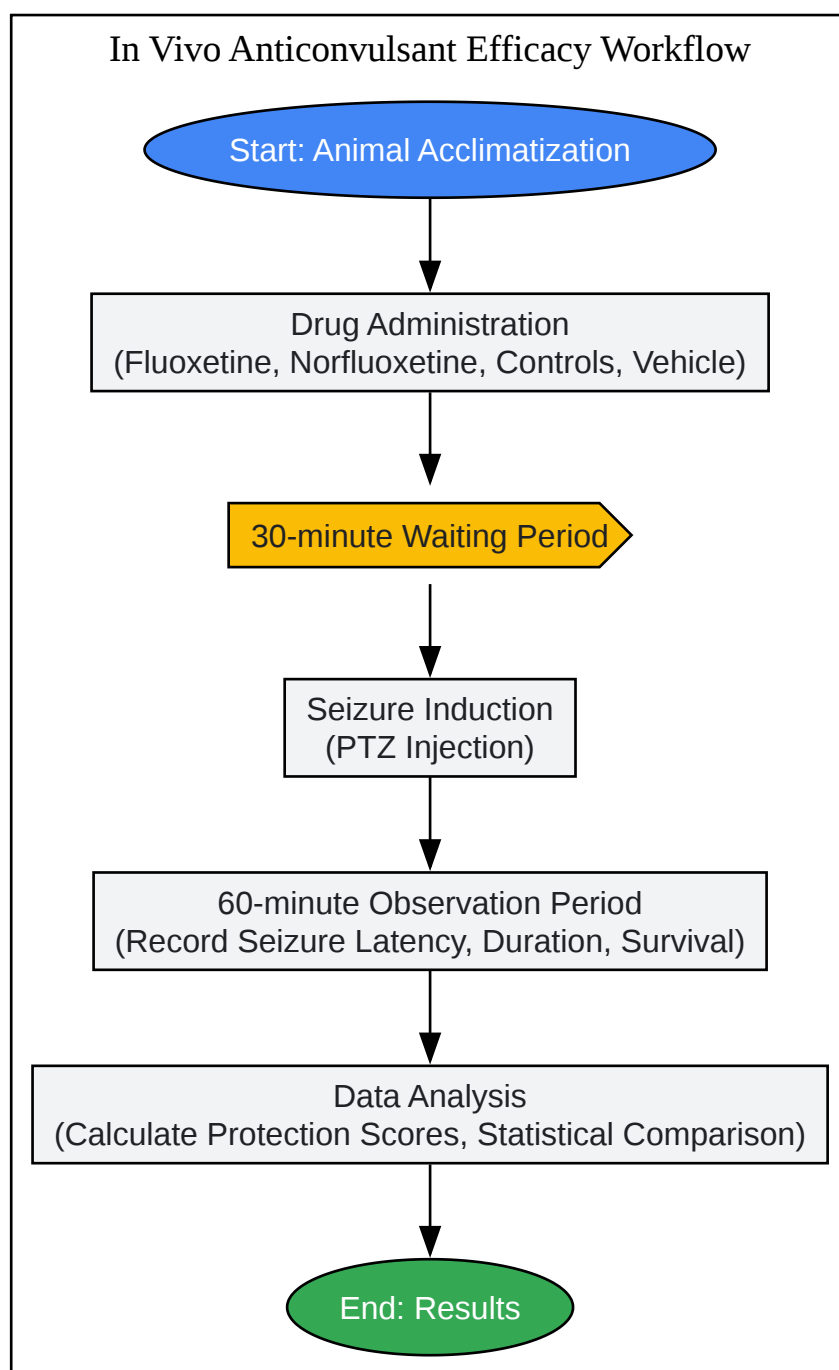 In Vivo Anticonvulsant Efficacy Workflow
Start: Animal Acclimatization
Drug Administration
(Fluoxetine, Norfluoxetine, Controls, Vehicle)
30-minute Waiting Period
Seizure Induction
(PTZ Injection)
60-minute Observation Period
(Record Seizure Latency, Duration, Survival)
Data Analysis
(Calculate Protection Scores, Statistical Comparison)
End: Results